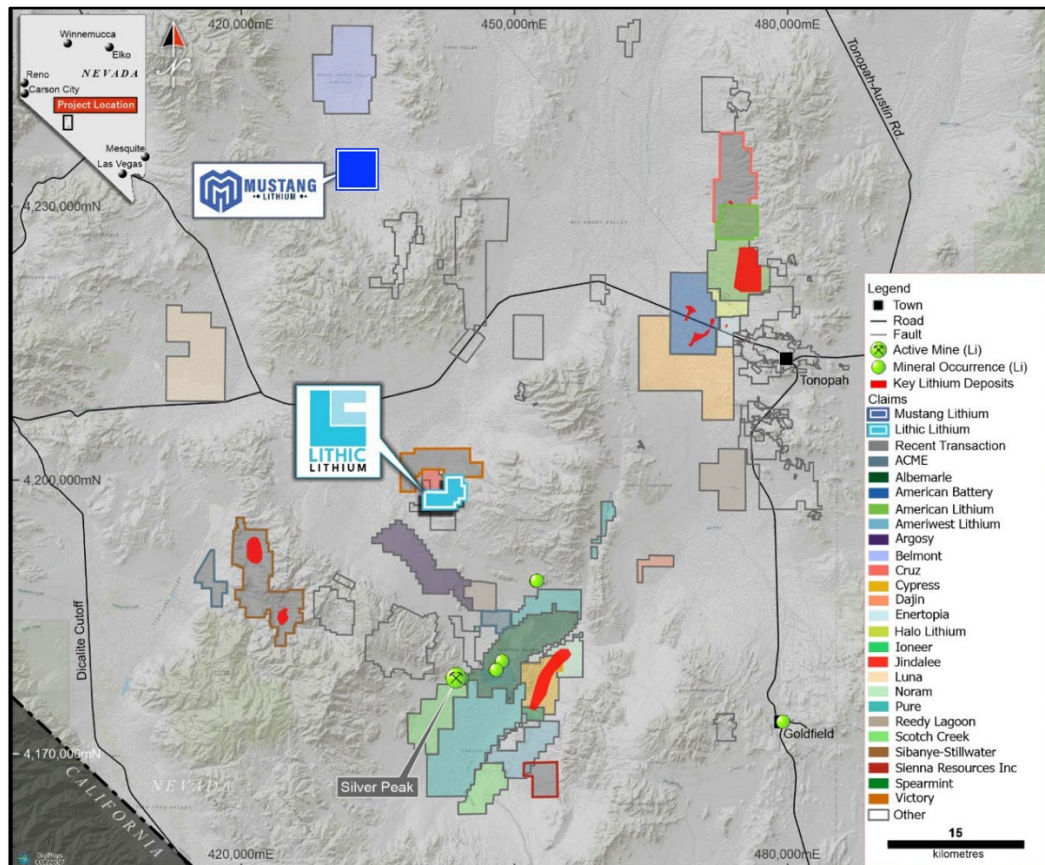 420,000mE
450,000mE
480,000mE
Winnemucca
Elko
NEVADA
Reno
Carson City
Project Location
Mesquite
Las Vegas
N
Tonopah-Austin Rd.
MUSTANG
LITHIUM
4,230,000mN
LITHIC
LITHIUM
Tonopah
4,200,000mN
Dicalite Cutoff
Silver Peak
Goldfield
4,170,000mN
NEVADA
CALIFORNIA
420,000mE
480,000mE
Legend
Town
Road
Fault
Active Mine (Li)
Mineral Occurrence (Li)
Key Lithium Deposits
Claims
Mustang Lithium
Lithic Lithium
Recent Transaction
ACME
Albemarle
American Battery
American Lithium
Ameriwest Lithium
Argosy
Belmont
Cruz
Cypress
Dajin
Enertopia
Halo Lithium
Ioneer
Jindalee
Luna
Noram
Pure
Reedy Lagoon
Scotch Creek
Sibanye-Stillwater
Sienna Resources Inc
Spearmint
Victory
Other
15
kilometres